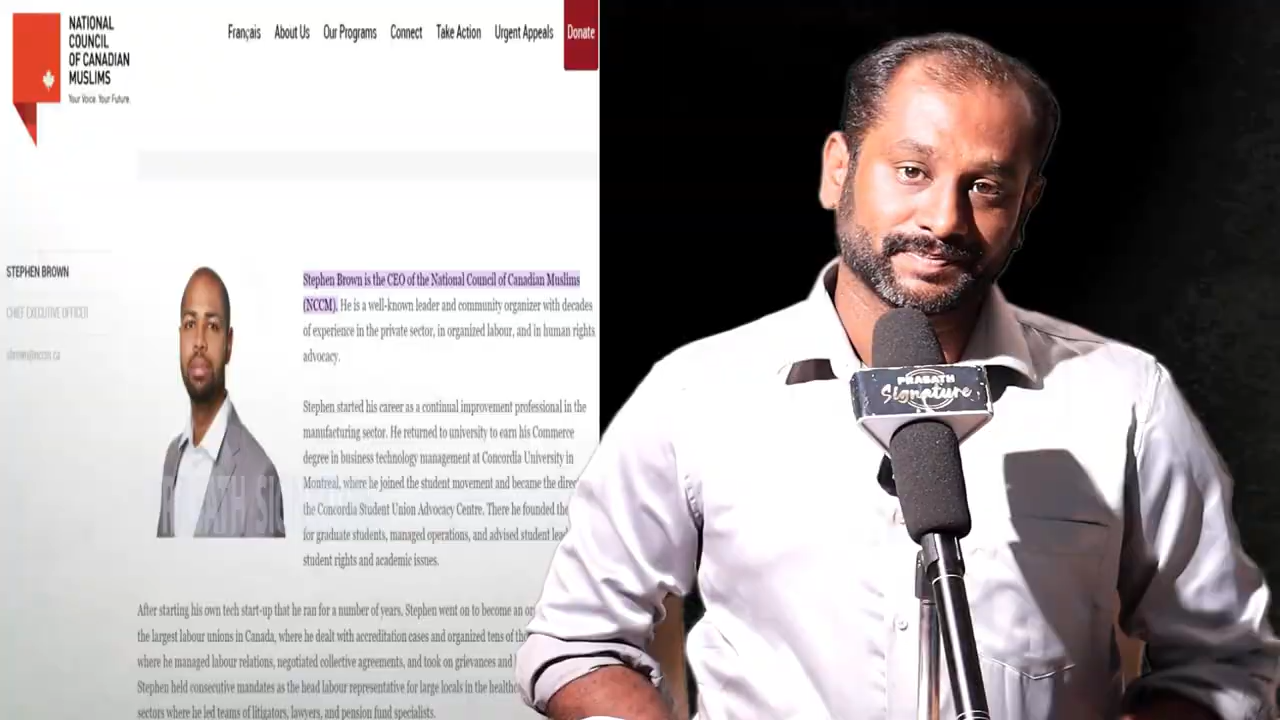 NATIONAL
COUNCIL
OF CANADIAN
MUSLIMS
Your Voice. Your Future.
Français About Us Our Programs Connect Take Action Urgent Appeals Donate
STEPHEN BROWN
CHIEF EXECUTIVE OFFICER
Stephen Brown is the CEO of the National Council of Canadian Muslims
(NCCM). He is a well-known leader and community organizer with decades
of experience in the private sector, in organized labour, and in human rights
advocacy.
Stephen started his career as a continual improvement professional in the
manufacturing sector. He returned to university to earn his Commerce
degree in business technology management at Concordia University in
Montreal, where he joined the student movement and became the
the Concordia Student Union Advocacy Centre. There he founded the
for graduate students, managed operations, and advised student
student rights and academic issues.
After starting his own tech start-up that he ran for a number of years, Stephen went on to become an
the largest labour unions in Canada, where he dealt with accreditation cases and organized tens of
where he managed labour relations, negotiated collective agreements, and took on grievances and
Stephen held consecutive mandates as the head labour representative for large locals in the
sectors where he led teams of litigators, lawyers, and pension fund specialists.
PRASATH
Signature